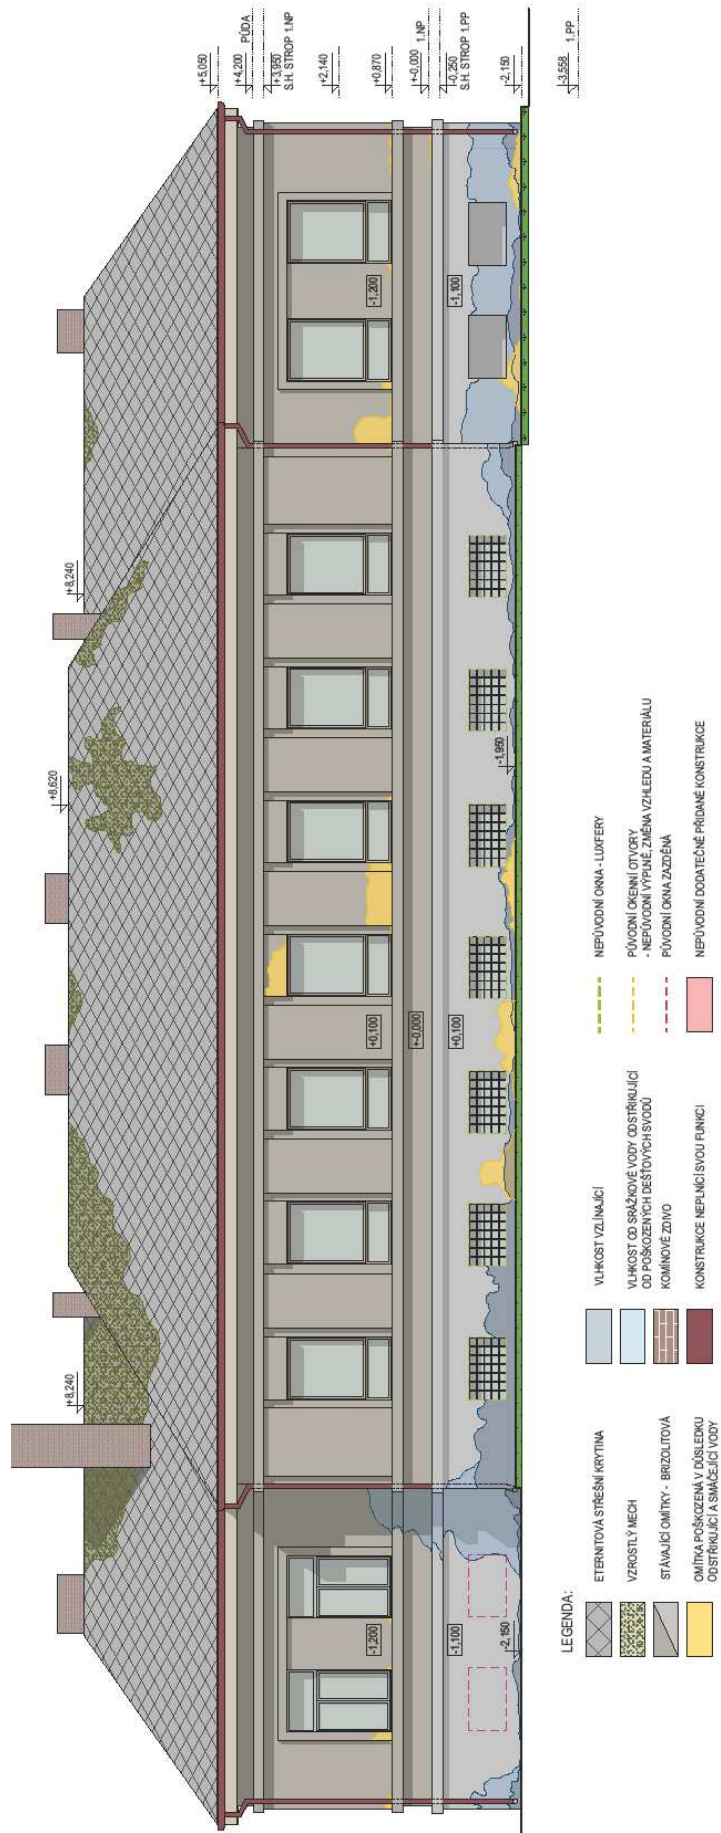 +8,240
+8,620
+8,240
+5,050
+4,200
PŮDA
+3,950
S.H. STROP 1.NP
+2,140
+0,870
+-0,000
1.NP
-0,250
S.H. STROP 1.PP
-2,150
-3,558
1.PP
-1,200
+0,100
-1,200
+-0,000
-1,100
+0,100
-1,100
-2,150
-1,950
LEGENDA:
ETERNITOVÁ STŘEŠNÍ KRYTINA
VZROSTLÝ MECH
STÁVAJÍCÍ OMÍTKY - BRIZOLITOVÁ
OMÍTKA POŠKOZENÁ V DŮSLEDKU
ODSTŘIKUJÍCÍ A SMÁČEJÍCÍ VODY
VLHKOST VZLÍNAJÍCÍ
VLHKOST OD SRÁŽKOVÉ VODY ODSTŘIKUJÍCÍ
OD POŠKOZENÝCH DEŠŤOVÝCH SVODŮ
KOMÍNOVÉ ZDIVO
KONSTRUKCE NEPLNÍCÍ SVOU FUNKCI
NEPŮVODNÍ OKNA - LUXFERY
PŮVODNÍ OKENNÍ OTVORY
- NEPŮVODNÍ VÝPLNĚ, ZMĚNA VZHLEDU A MATERIÁLU
PŮVODNÍ OKNA ZAZDĚNÁ
NEPŮVODNÍ DODATEČNĚ PŘIDANÉ KONSTRUKCE